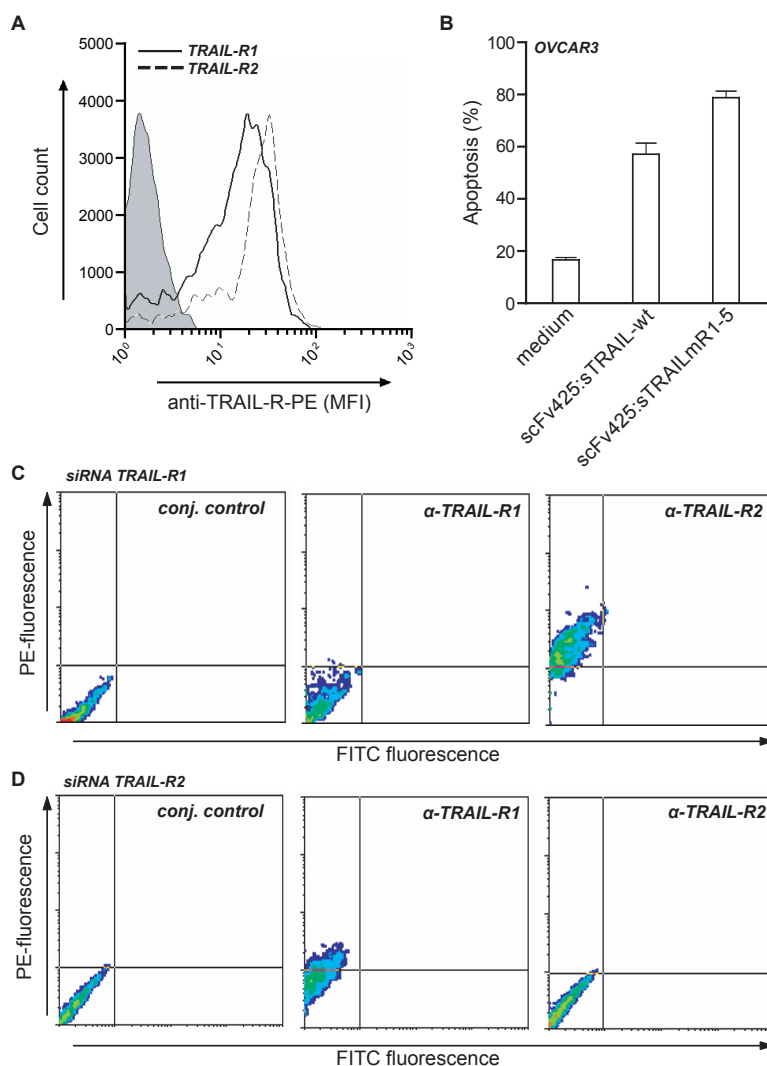 A
TRAIL-R1
TRAIL-R2
5000
4000
3000
2000
1000
0
Cell count
10⁰
10¹
10²
10³
anti-TRAIL-R-PE (MFI)
B
OVCAR3
100
80
60
40
20
0
Apoptosis (%)
medium
scFv425:sTRAIL-wt
scFv425:sTRAILmR1-5
C
siRNA TRAIL-R1
conj. control
α-TRAIL-R1
α-TRAIL-R2
PE-fluorescence
FITC fluorescence
D
siRNA TRAIL-R2
conj. control
α-TRAIL-R1
α-TRAIL-R2
PE-fluorescence
FITC fluorescence